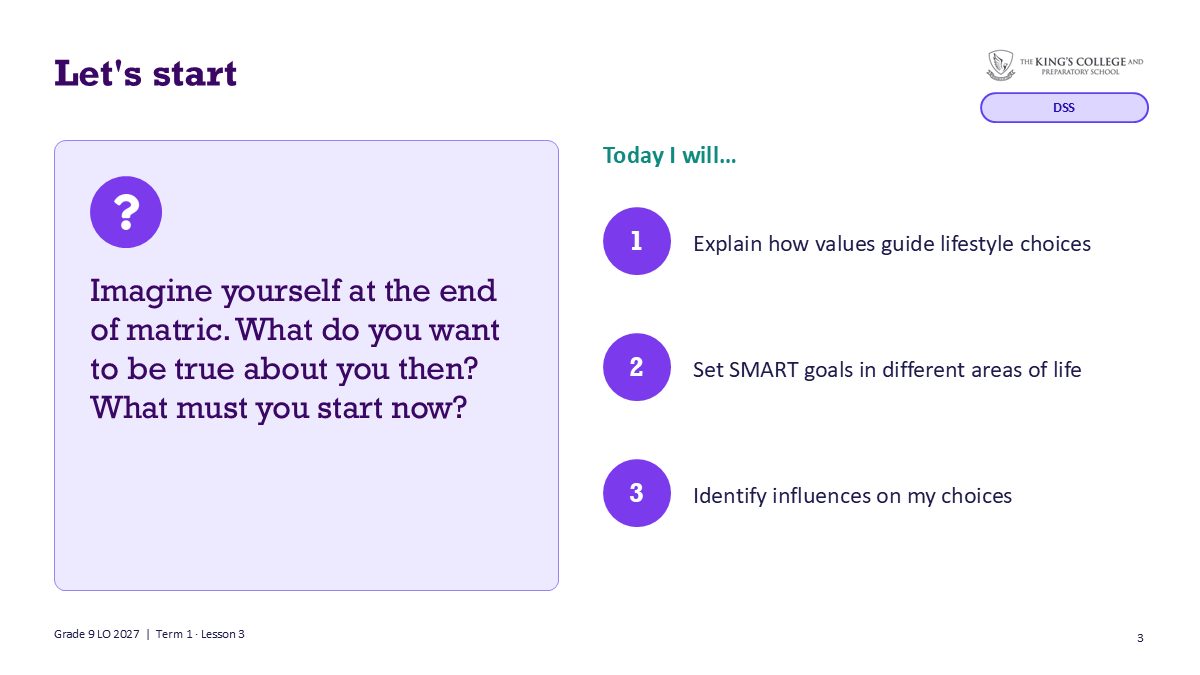 Let's start
THE KING'S COLLEGE AND
PREPARATORY SCHOOL
DSS
?
Imagine yourself at the end
of matric. What do you want
to be true about you then?
What must you start now?
Today I will...
1
Explain how values guide lifestyle choices
2
Set SMART goals in different areas of life
3
Identify influences on my choices
Grade 9 LO 2027 | Term 1 · Lesson 3
3